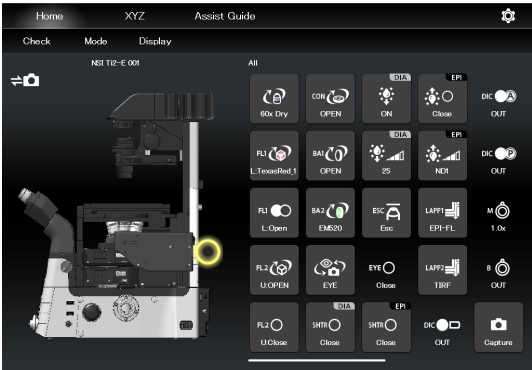 Home XYZ Assist Guide
Check Mode Display
NSI Ti2-E 001
All
60x Dry
CON
OPEN
DIA
ON
EPI
Close
DIC A
OUT
FL1
L:TexasRed_1
BA1
OPEN
DIA
25
EPI
ND1
DIC P
OUT
FL1
L:Open
BA2
EM520
ESC
Esc
LAPP1
EPI-FL
M
1.0x
FL2
U:OPEN
EYE
EYE
Close
LAPP2
TIRF
B
OUT
FL2
U:Close
DIA
SHTR
Close
EPI
SHTR
Close
DIC
OUT
Capture